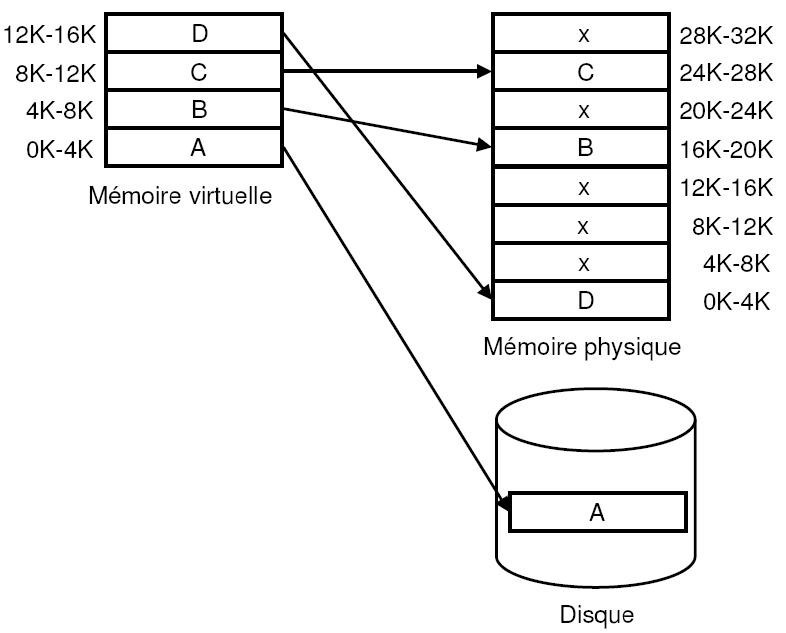 12K-16K D x 28K-32K
8K-12K C C 24K-28K
4K-8K B x 20K-24K
0K-4K A B 16K-20K
x 12K-16K
Mémoire virtuelle
x 8K-12K
x 4K-8K
D 0K-4K
Mémoire physique
A
Disque